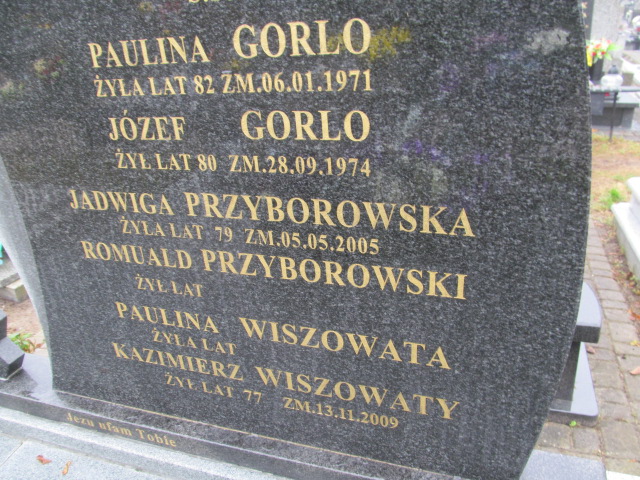 PAULINA GORLO
ŻYŁA LAT 82 ZM.06.01.1971
JÓZEF GORLO
ŻYŁ LAT 80 ZM.28.09.1974
JADWIGA PRZYBOROWSKA
ŻYŁA LAT 79 ZM.05.05.2005
ROMUALD PRZYBOROWSKI
ŻYŁ LAT
PAULINA WISZOWATA
ŻYŁA LAT
KAZIMIERZ WISZOWATY
ŻYŁ LAT 77 ZM.13.11.2009
Jezu ufam Tobie